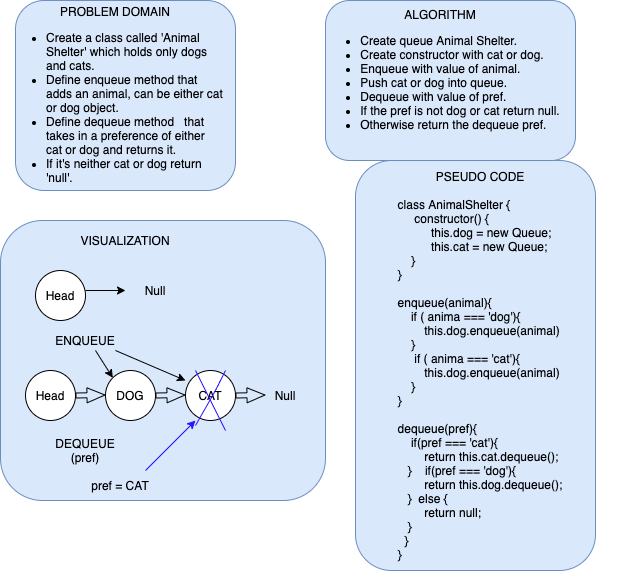 PROBLEM DOMAIN
• Create a class called 'Animal
Shelter' which holds only dogs
and cats.
• Define enqueue method that
adds an animal, can be either cat
or dog object.
• Define dequeue method   that
takes in a preference of either
cat or dog and returns it.
• If it's neither cat or dog return
'null'.
ALGORITHM
• Create queue Animal Shelter.
• Create constructor with cat or dog.
• Enqueue with value of animal.
• Push cat or dog into queue.
• Dequeue with value of pref.
• If the pref is not dog or cat return null.
• Otherwise return the dequeue pref.
VISUALIZATION
Head
Null
ENQUEUE
Head
DOG
CAT
Null
DEQUEUE
(pref)
pref = CAT
PSEUDO CODE
class AnimalShelter {
constructor() {
this.dog = new Queue;
this.cat = new Queue;
}
}
enqueue(animal){
if ( anima === 'dog'){
this.dog.enqueue(animal)
}
if ( anima === 'cat'){
this.dog.enqueue(animal)
}
}
dequeue(pref){
if(pref === 'cat'){
return this.cat.dequeue();
}    if(pref === 'dog'){
return this.dog.dequeue();
}  else {
return null;
}
}
}